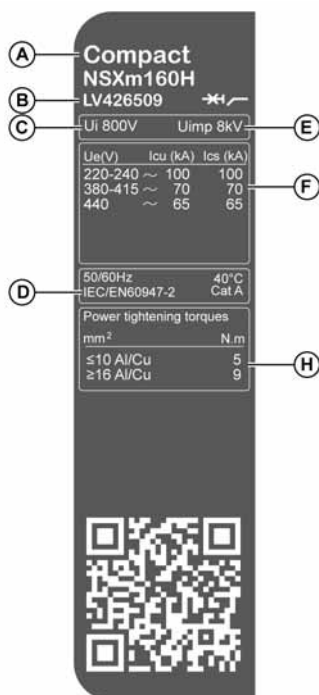 A
Compact
NSXm160H
B
LV426509
C
Ui 800V Uimp 8kV
E
Ue(V) Icu (kA) Ics (kA)
220-240 ~ 100 100
380-415 ~ 70 70
440 ~ 65 65
F
50/60Hz 40°C
D
IEC/EN60947-2 Cat A
Power tightening torques
mm² N.m
≤10 Al/Cu 5
≥16 Al/Cu 9
H